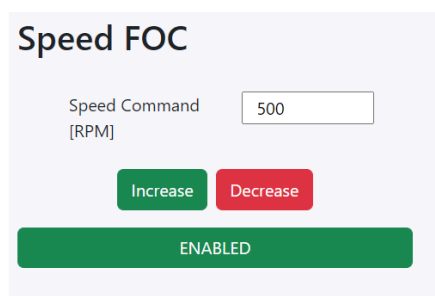 Speed FOC
Speed Command 500
[RPM]
Increase Decrease
ENABLED